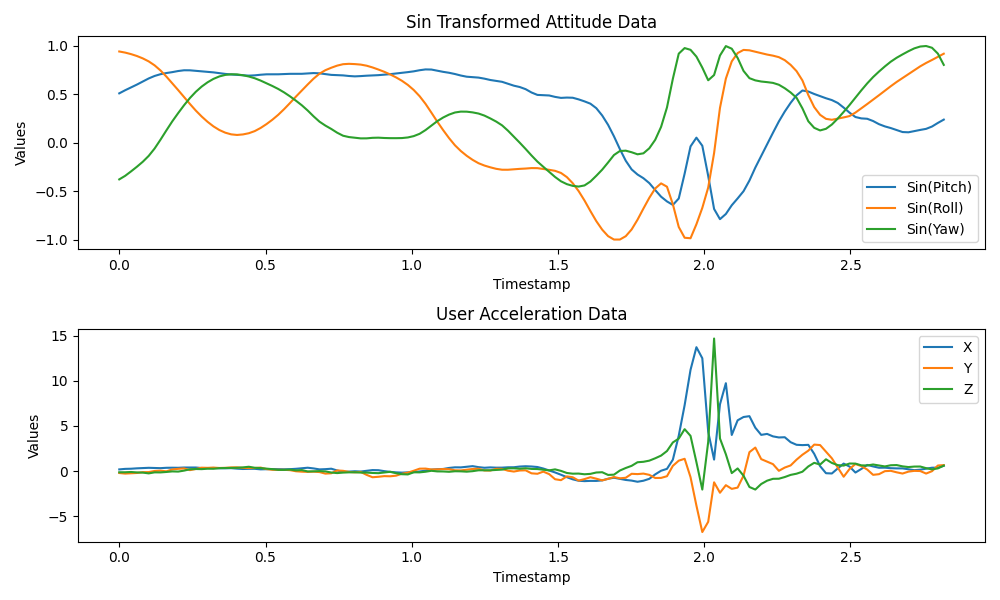 Sin Transformed Attitude Data
1.0
0.5
0.0
−0.5
−1.0
Values
Sin(Pitch)
Sin(Roll)
Sin(Yaw)
0.0 0.5 1.0 1.5 2.0 2.5
Timestamp
User Acceleration Data
15
10
5
0
−5
Values
X
Y
Z
0.0 0.5 1.0 1.5 2.0 2.5
Timestamp